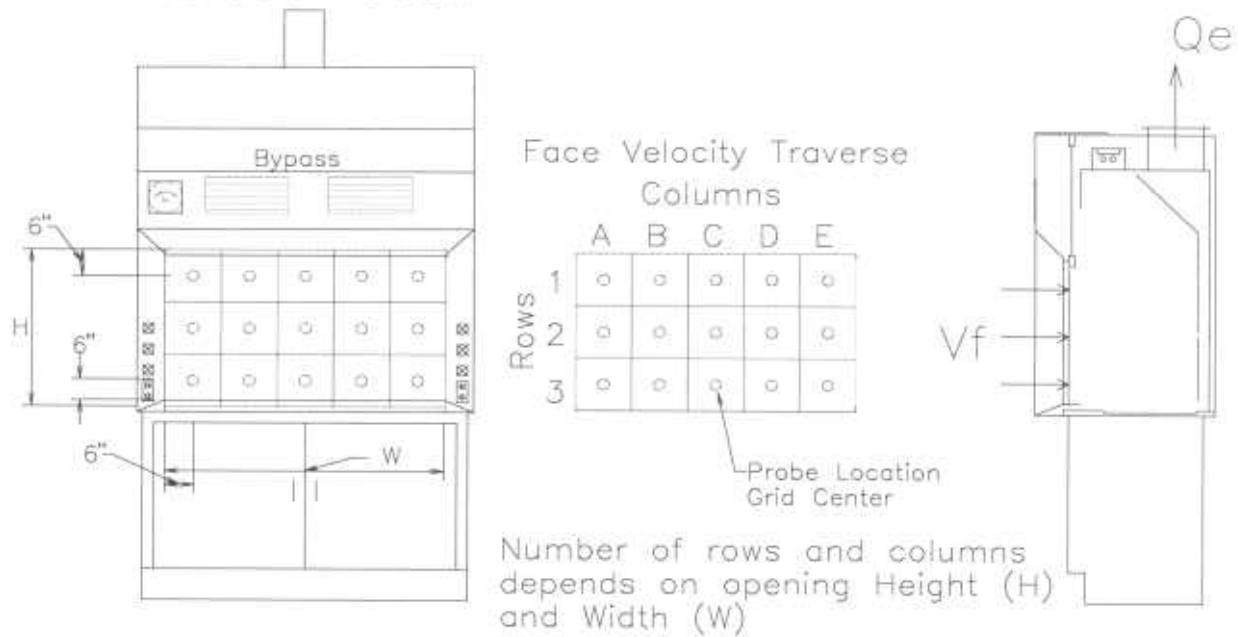 Qe
Bypass
Face Velocity Traverse
Columns
A B C D E
6"
1
H
Rows
2
Vf
6"
3
6"
W
Probe Location
Grid Center
Number of rows and columns
depends on opening Height (H)
and Width (W)